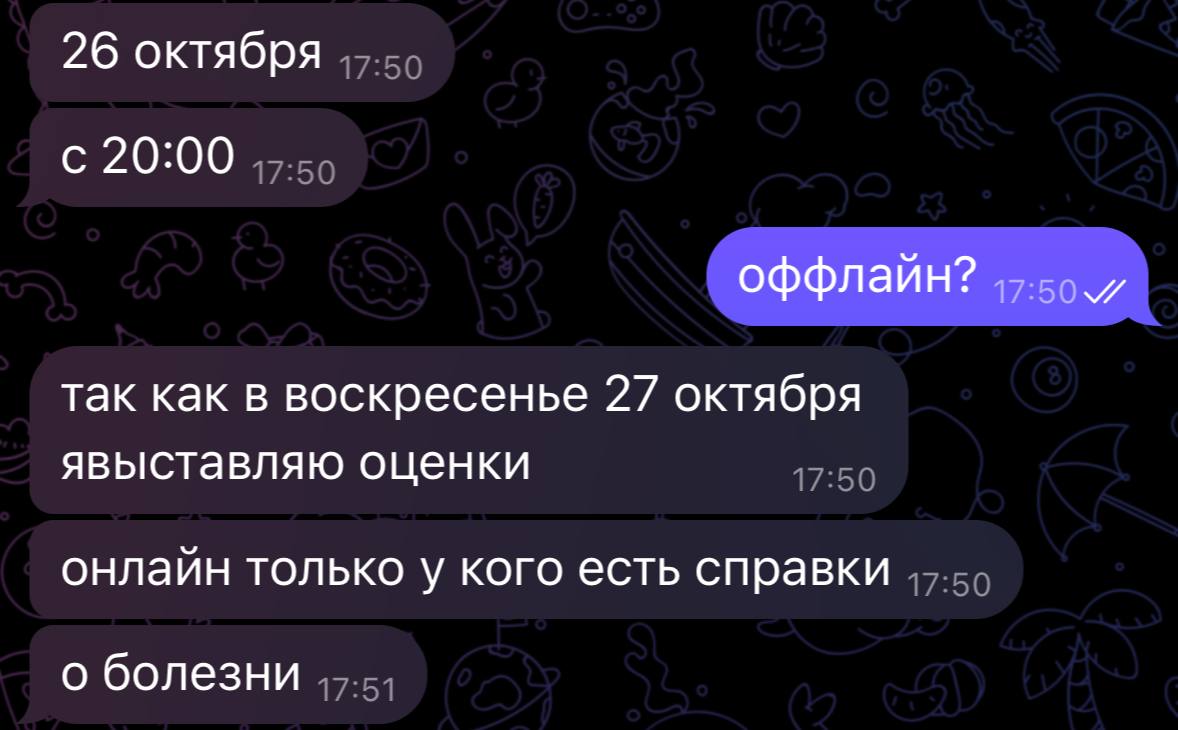 26 октября 17:50
с 20:00 17:50
оффлайн? 17:50
так как в воскресенье 27 октября
явыставляю оценки 17:50
онлайн только у кого есть справки 17:50
о болезни 17:51
8